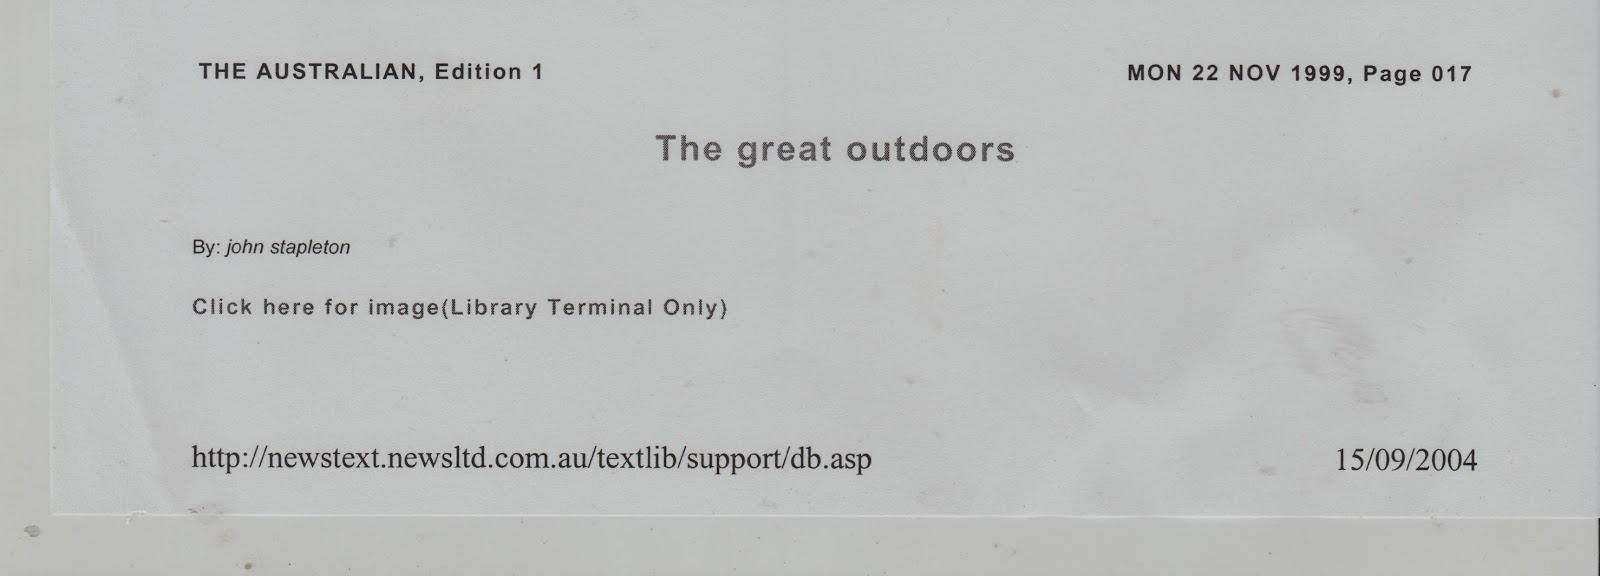 THE AUSTRALIAN, Edition 1 MON 22 NOV 1999, Page 017
The great outdoors
By: john stapleton
Click here for image(Library Terminal Only)
http://newstext.newsltd.com.au/textlib/support/db.asp 15/09/2004